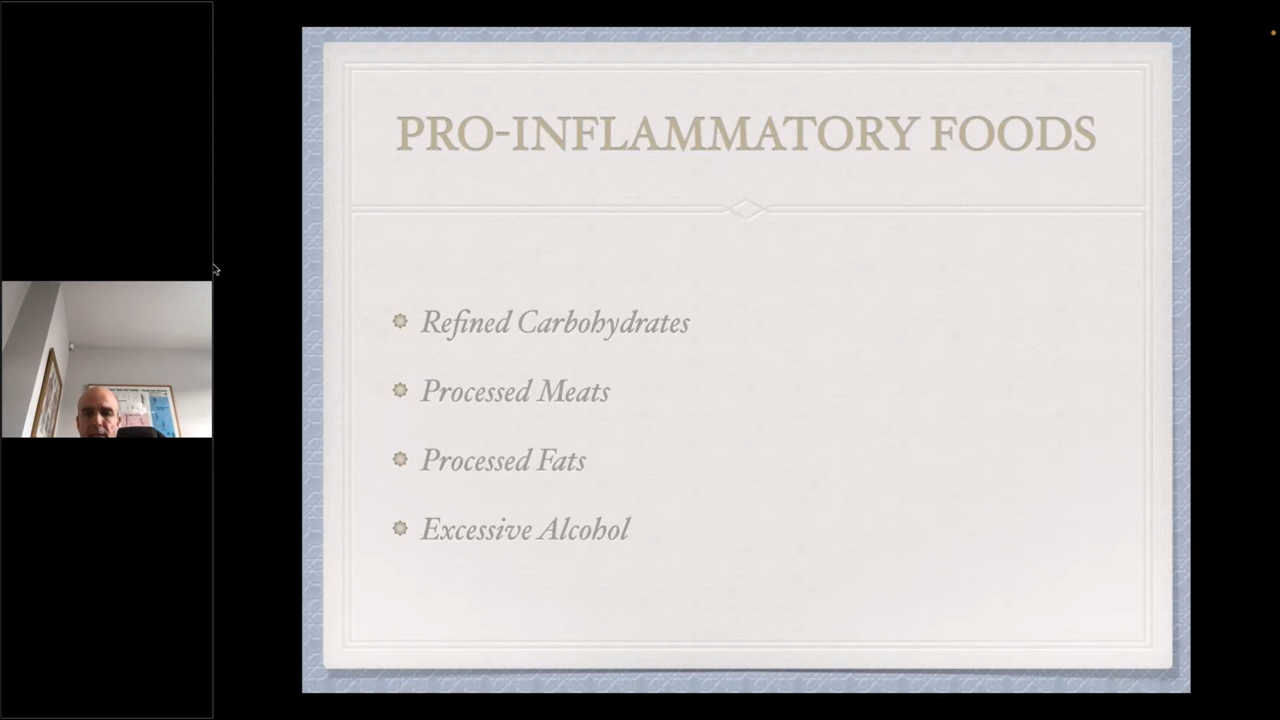 PRO-INFLAMMATORY FOODS
Refined Carbohydrates
Processed Meats
Processed Fats
Excessive Alcohol